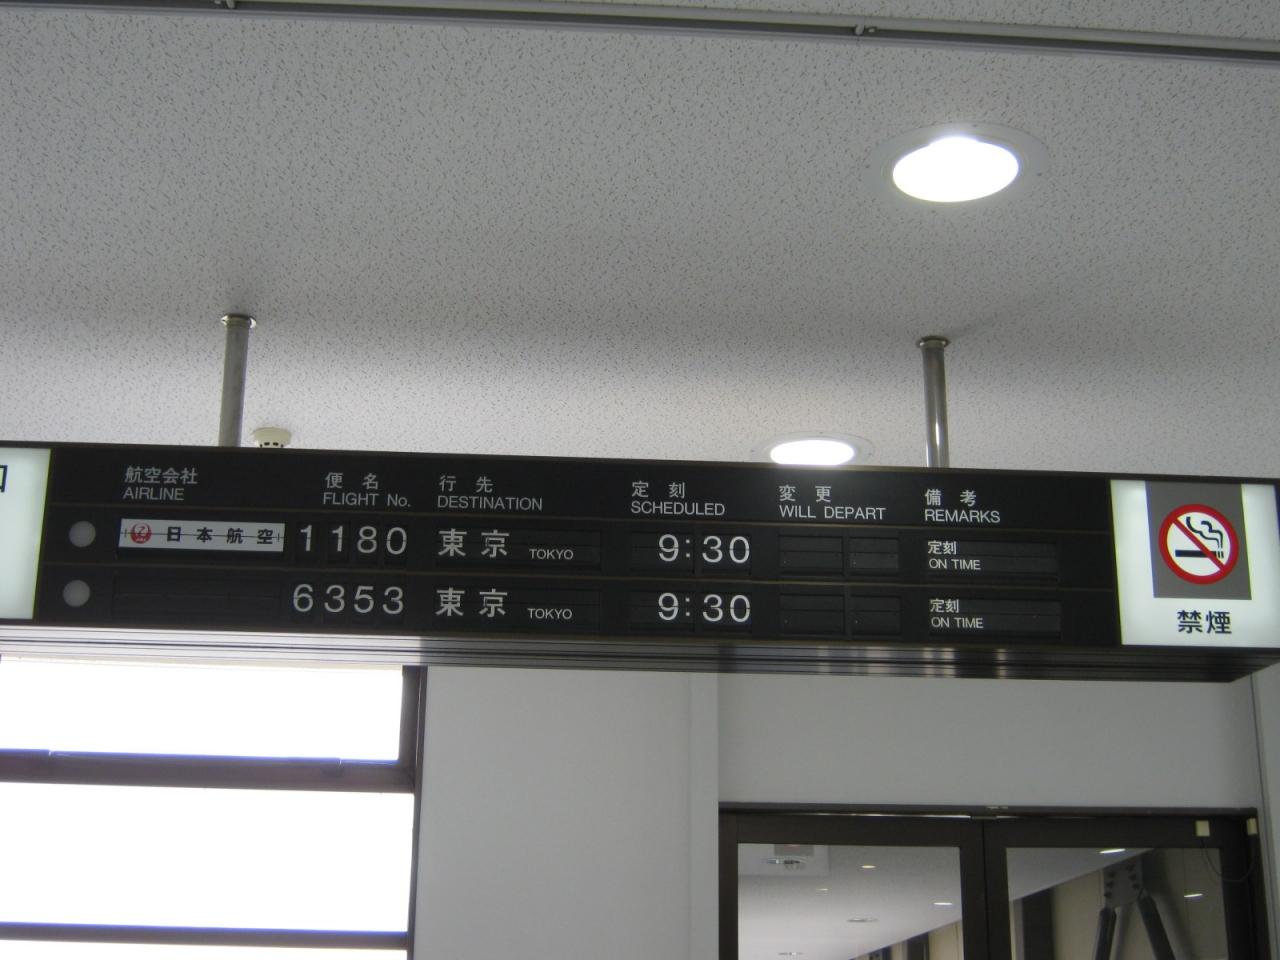 口
航空会社 便名 行先 定刻 変更 備考
AIRLINE FLIGHT No. DESTINATION SCHEDULED WILL DEPART REMARKS
日本航空 1180 東京 TOKYO 9:30 定刻 ON TIME
6353 東京 TOKYO 9:30 定刻 ON TIME
禁煙